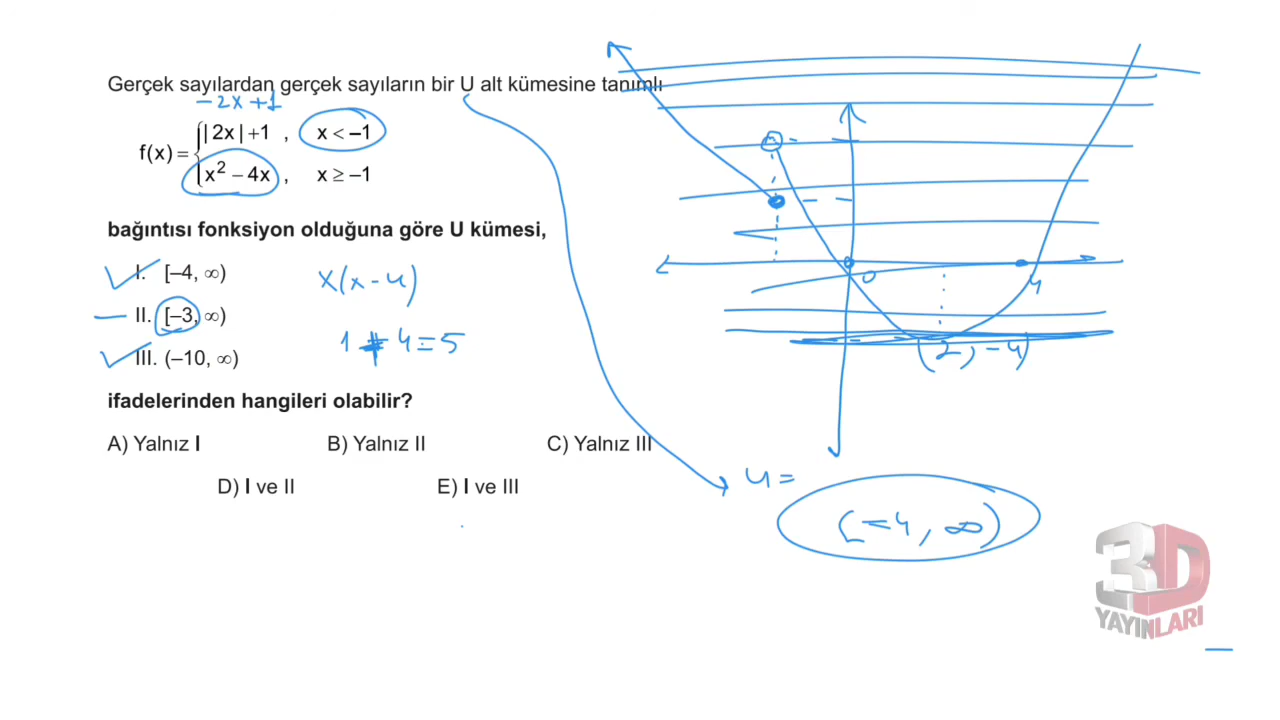 Gerçek sayılardan gerçek sayıların bir U alt kümesine tanımlı
-2x+1
f(x) = { |2x|+1 , x < –1
x² – 4x , x ≥ –1
bağıntısı fonksiyon olduğuna göre U kümesi,
I. [–4, ∞)
II. [–3, ∞)
III. (–10, ∞)
x(x-4)
1 + 4 = 5
ifadelerinden hangileri olabilir?
A) Yalnız I B) Yalnız II C) Yalnız III
D) I ve II E) I ve III
0
4
(2, -4)
U =
[-4, ∞)
3D
YAYINLARI